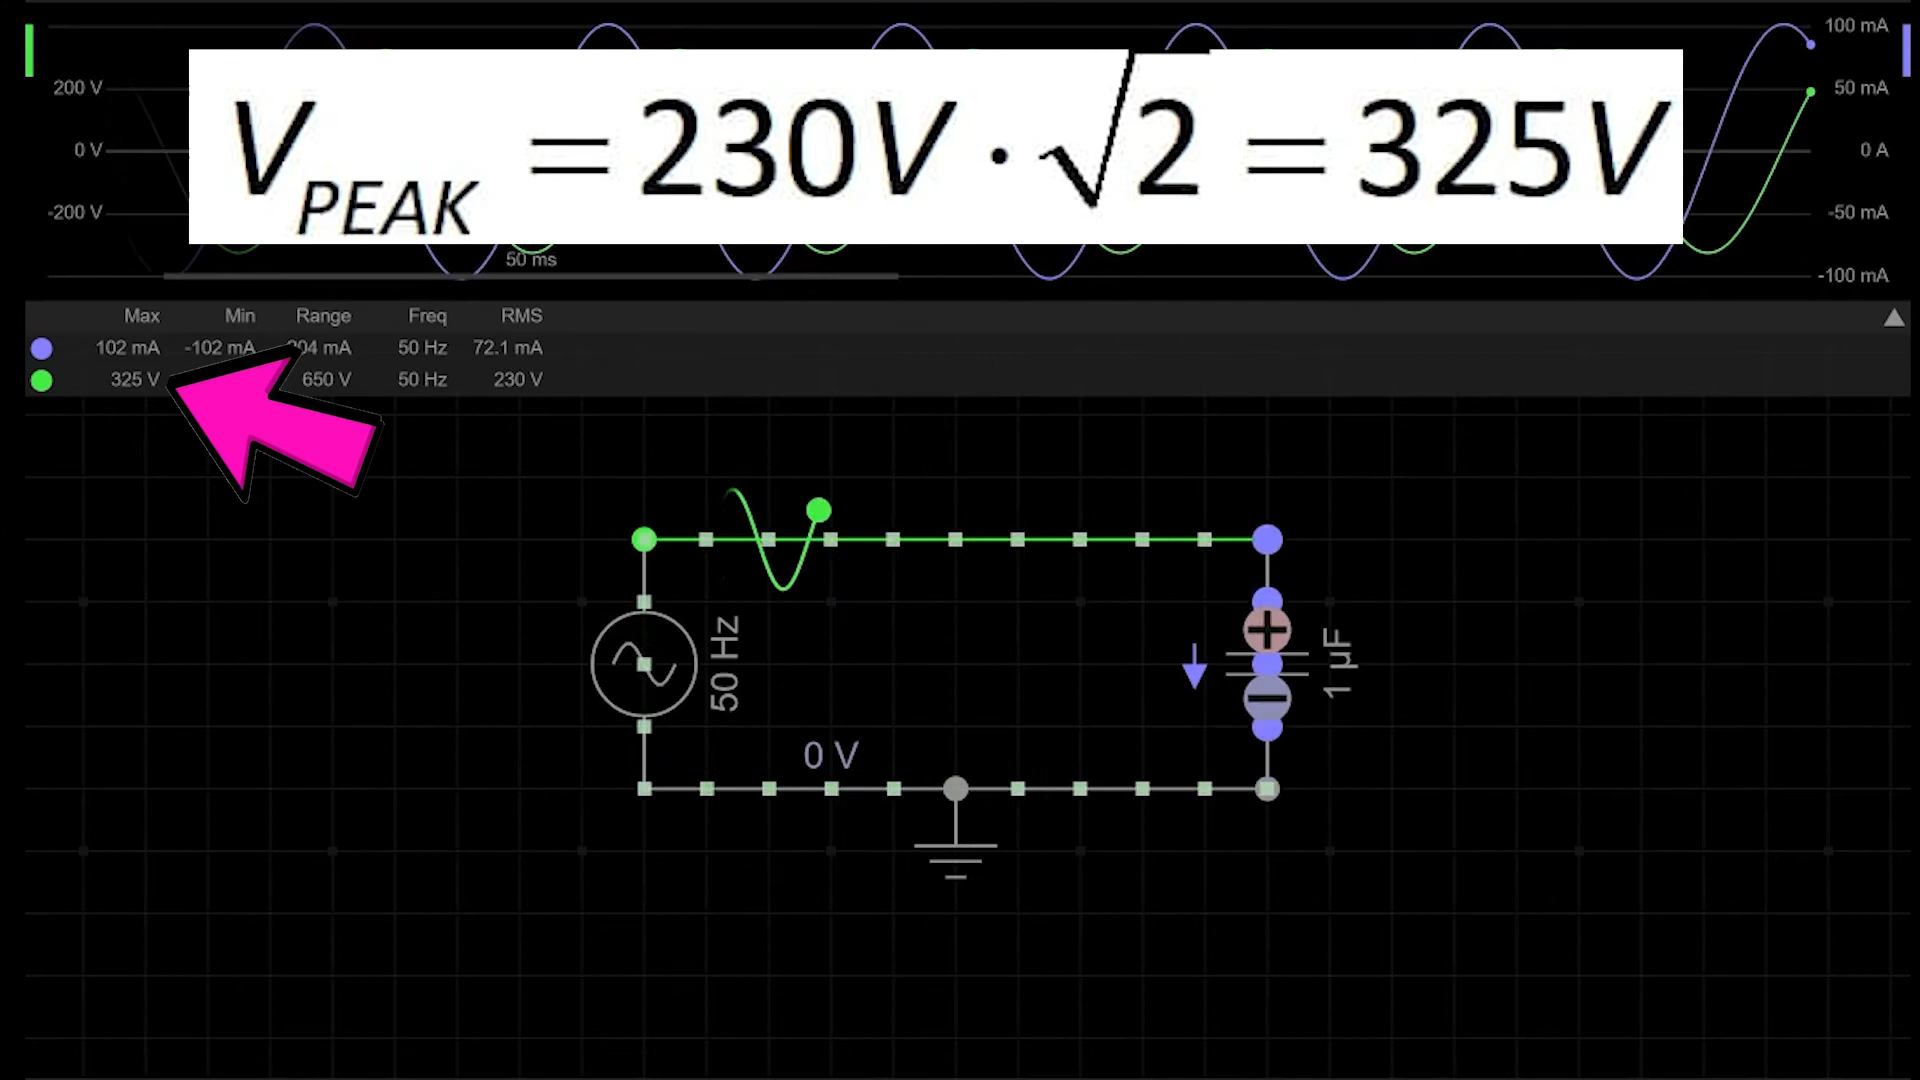 100 mA
200 V
50 mA
V_PEAK = 230V · √2 = 325V
0 V
0 A
-200 V
-50 mA
50 ms
-100 mA
Max Min Range Freq RMS
102 mA -102 mA 204 mA 50 Hz 72.1 mA
325 V 650 V 50 Hz 230 V
50 Hz
1 µF
0 V